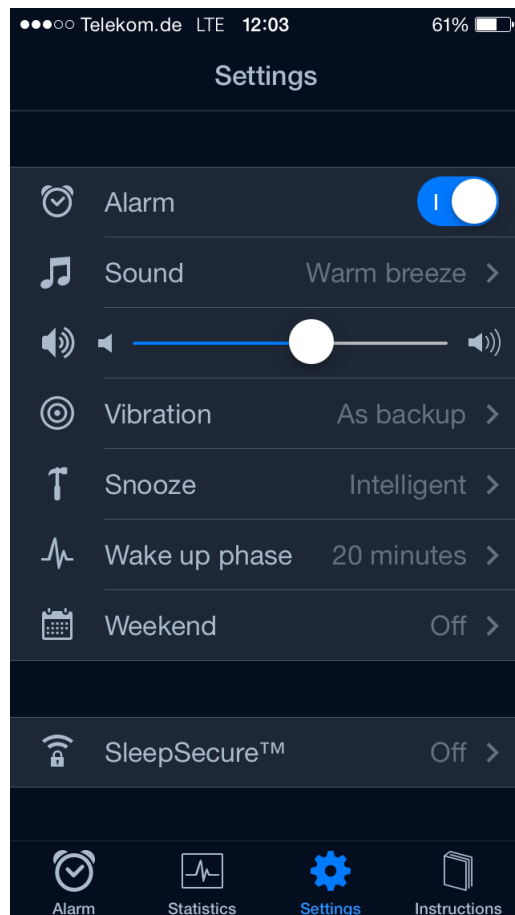 Telekom.de LTE 12:03 61%
Settings
Alarm
Sound Warm breeze
Vibration As backup
Snooze Intelligent
Wake up phase 20 minutes
Weekend Off
SleepSecure™ Off
Alarm Statistics Settings Instructions